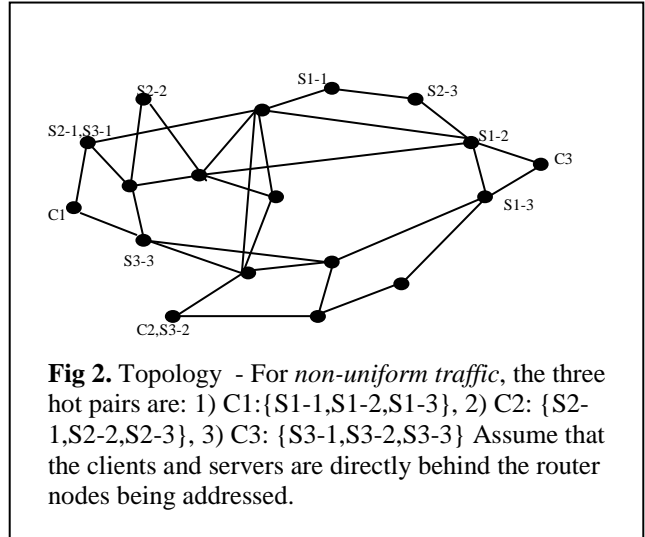 S1-1
S2-2
S2-3
S2-1,S3-1
S1-2
C3
C1
S1-3
S3-3
C2,S3-2
Fig 2. Topology - For non-uniform traffic, the three
hot pairs are: 1) C1:{S1-1,S1-2,S1-3}, 2) C2: {S2-
1,S2-2,S2-3}, 3) C3: {S3-1,S3-2,S3-3} Assume that
the clients and servers are directly behind the router
nodes being addressed.